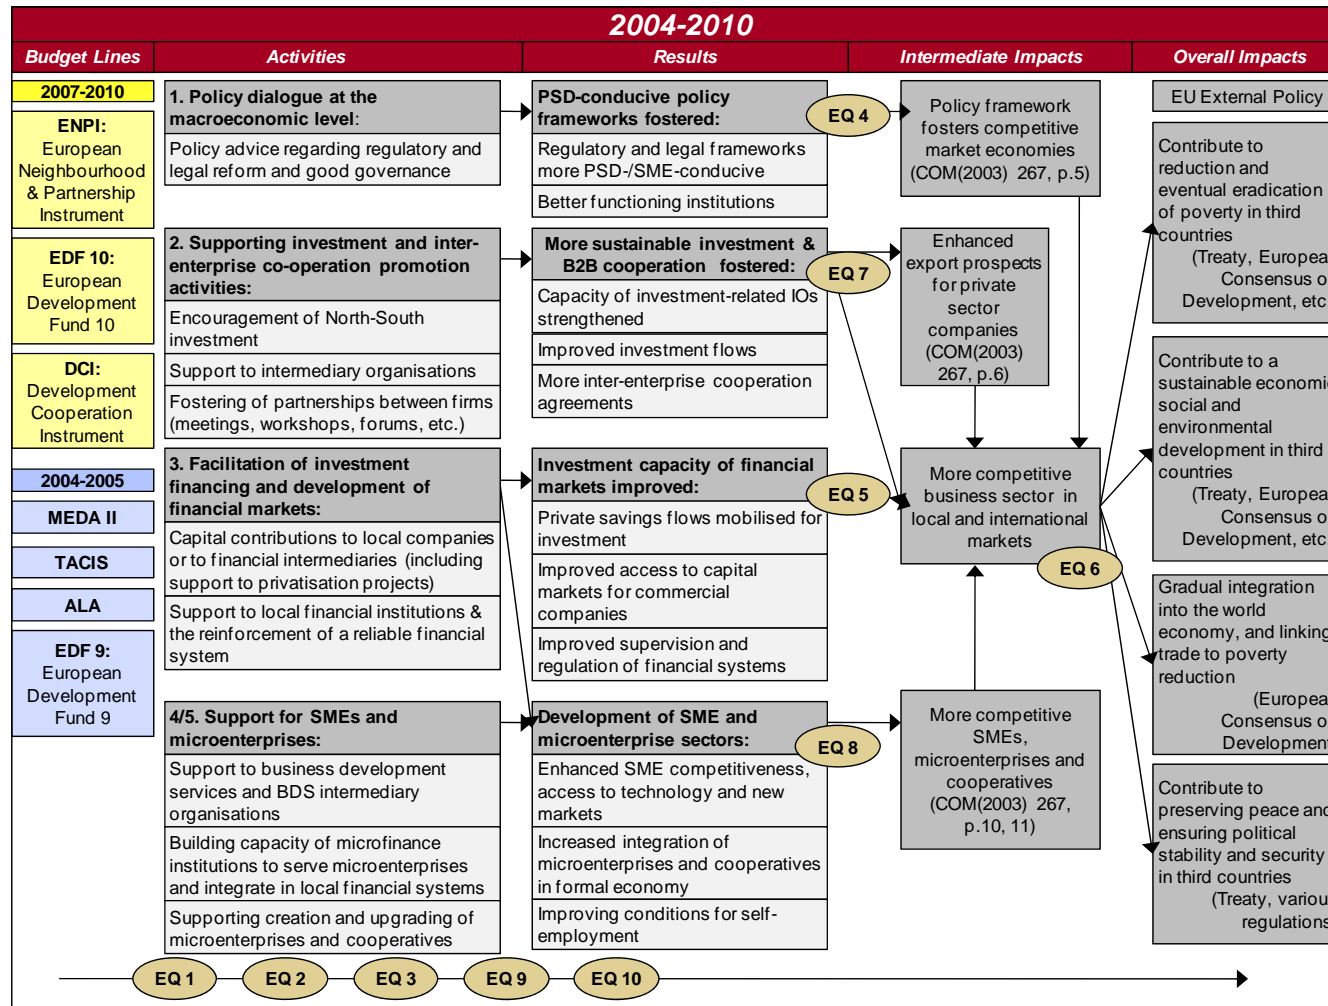 2004-2010
Budget Lines
Activities
Results
Intermediate Impacts
Overall Impacts
2007-2010
ENPI:
European
Neighbourhood
& Partnership
Instrument
EDF 10:
European
Development
Fund 10
DCI:
Development
Cooperation
Instrument
2004-2005
MEDA II
TACIS
ALA
EDF 9:
European
Development
Fund 9
1. Policy dialogue at the
macroeconomic level:
Policy advice regarding regulatory and
legal reform and good governance
2. Supporting investment and inter-
enterprise co-operation promotion
activities:
Encouragement of North-South
investment
Support to intermediary organisations
Fostering of partnerships between firms
(meetings, workshops, forums, etc.)
3. Facilitation of investment
financing and development of
financial markets:
Capital contributions to local companies
or to financial intermediaries (including
support to privatisation projects)
Support to local financial institutions &
the reinforcement of a reliable financial
system
4/5. Support for SMEs and
microenterprises:
Support to business development
services and BDS intermediary
organisations
Building capacity of microfinance
institutions to serve microenterprises
and integrate in local financial systems
Supporting creation and upgrading of
microenterprises and cooperatives
PSD-conducive policy
frameworks fostered:
Regulatory and legal frameworks
more PSD-/SME-conducive
Better functioning institutions
More sustainable investment &
B2B cooperation fostered:
Capacity of investment-related IOs
strengthened
Improved investment flows
More inter-enterprise cooperation
agreements
Investment capacity of financial
markets improved:
Private savings flows mobilised for
investment
Improved access to capital
markets for commercial
companies
Improved supervision and
regulation of financial systems
Development of SME and
microenterprise sectors:
Enhanced SME competitiveness,
access to technology and new
markets
Increased integration of
microenterprises and cooperatives
in formal economy
Improving conditions for self-
employment
EQ 4
EQ 7
EQ 5
EQ 6
EQ 8
Policy framework
fosters competitive
market economies
(COM(2003) 267, p.5)
Enhanced
export prospects
for private
sector
companies
(COM(2003)
267, p.6)
More competitive
business sector in
local and international
markets
More competitive
SMEs,
microenterprises and
cooperatives
(COM(2003) 267,
p.10, 11)
EU External Policy
Contribute to
reduction and
eventual eradication
of poverty in third
countries
(Treaty, Europea
Consensus o
Development, etc
Contribute to a
sustainable economi
social and
environmental
development in third
countries
(Treaty, Europea
Consensus o
Development, etc
Gradual integration
into the world
economy, and linking
trade to poverty
reduction
(Europea
Consensus o
Development
Contribute to
preserving peace and
ensuring political
stability and security
in third countries
(Treaty, variou
regulations
EQ 1
EQ 2
EQ 3
EQ 9
EQ 10